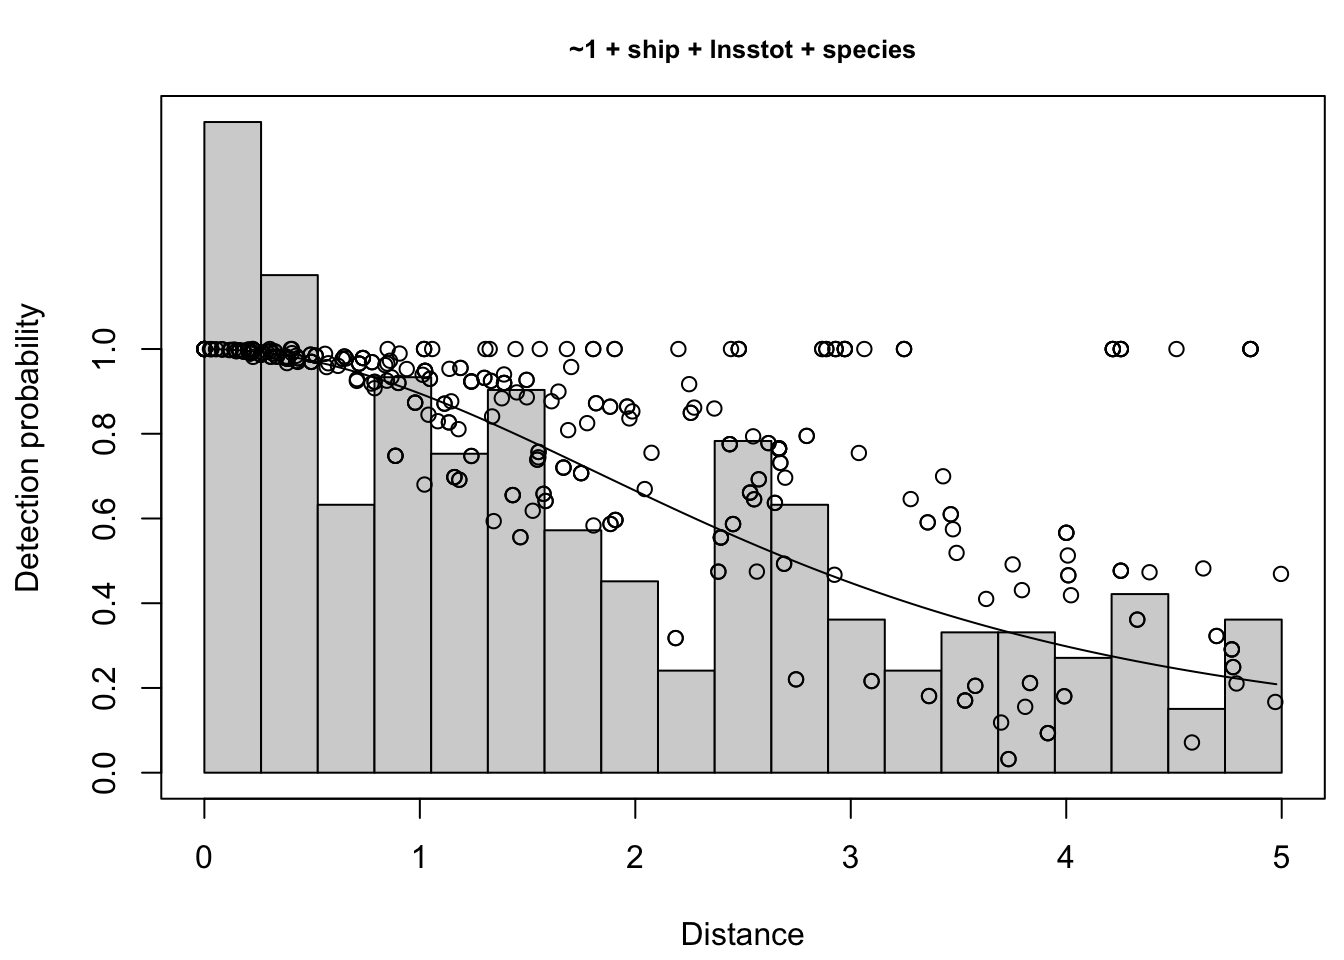 ~1 + ship + lnsstot + species
Detection probability
1.0
0.8
0.6
0.4
0.2
0.0
0 1 2 3 4 5
Distance